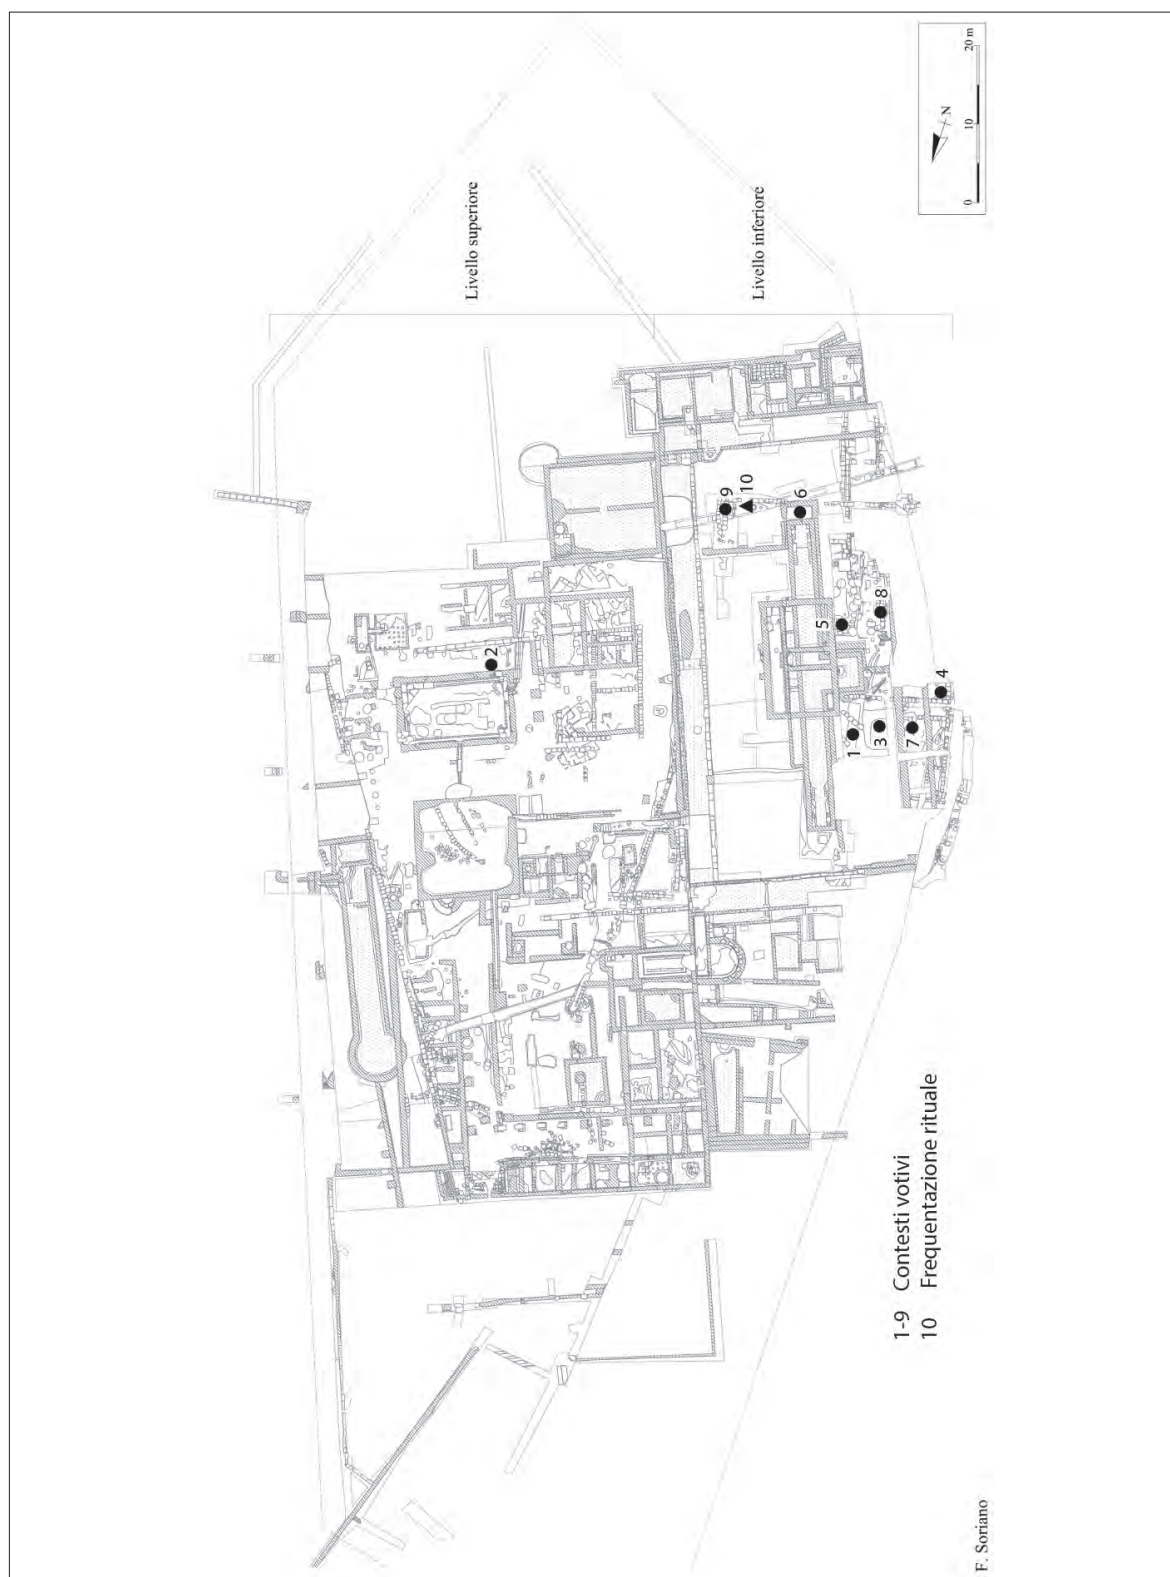 Livello superiore
Livello inferiore
N
0 10 20 m
1
2
3
4
5
6
7
8
9
10
1-9 Contesti votivi
10 Frequentazione rituale
F. Soriano